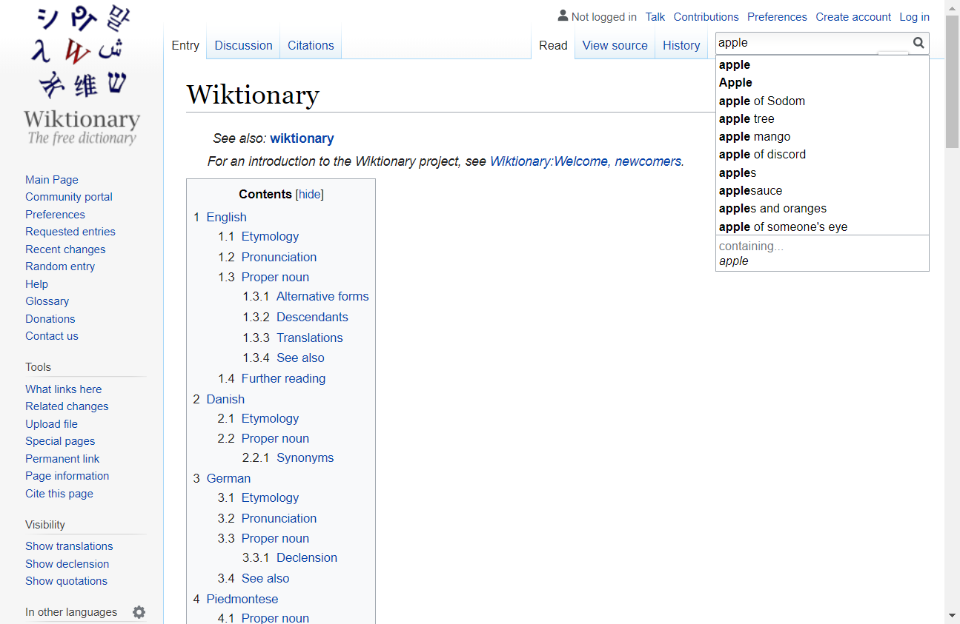 Wiktionary
The free dictionary
Main Page
Community portal
Preferences
Requested entries
Recent changes
Random entry
Help
Glossary
Donations
Contact us
Tools
What links here
Related changes
Upload file
Special pages
Permanent link
Page information
Cite this page
Visibility
Show translations
Show declension
Show quotations
In other languages
Not logged in Talk Contributions Preferences Create account Log in
Entry Discussion Citations Read View source History
apple
apple
Apple
apple of Sodom
apple tree
apple mango
apple of discord
apples
applesauce
apples and oranges
apple of someone's eye
containing...
apple
Wiktionary
See also: wiktionary
For an introduction to the Wiktionary project, see Wiktionary:Welcome, newcomers.
Contents [hide]
1 English
1.1 Etymology
1.2 Pronunciation
1.3 Proper noun
1.3.1 Alternative forms
1.3.2 Descendants
1.3.3 Translations
1.3.4 See also
1.4 Further reading
2 Danish
2.1 Etymology
2.2 Proper noun
2.2.1 Synonyms
3 German
3.1 Etymology
3.2 Pronunciation
3.3 Proper noun
3.3.1 Declension
3.4 See also
4 Piedmontese
4.1 Proper noun